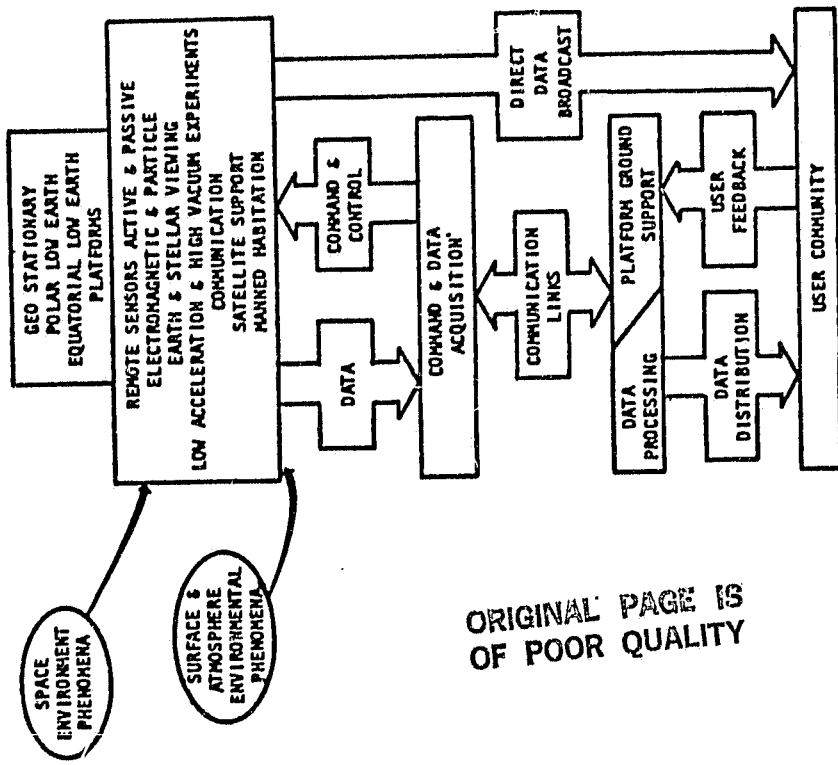 GEO STATIONARY
POLAR LOW EARTH
EQUATORIAL LOW EARTH
PLATFORMS
REMOTE SENSORS ACTIVE & PASSIVE
ELECTROMAGNETIC & PARTICLE
EARTH & STELLAR VIEWING
LOW ACCELERATION & HIGH VACUUM EXPERIMENTS
COMMUNICATION
SATELLITE SUPPORT
MANNED HABITATION
SPACE
ENVIRONMENT
PHENOMENA
SURFACE &
ATMOSPHERE
ENVIRONMENTAL
PHENOMENA
DATA
COMMAND &
CONTROL
DIRECT
DATA
BROADCAST
COMMAND & DATA
ACQUISITION
COMMUNICATION
LINKS
DATA
PROCESSING
PLATFORM GROUND
SUPPORT
DATA
DISTRIBUTION
USER
FEEDBACK
USER COMMUNITY
ORIGINAL PAGE IS
OF POOR QUALITY